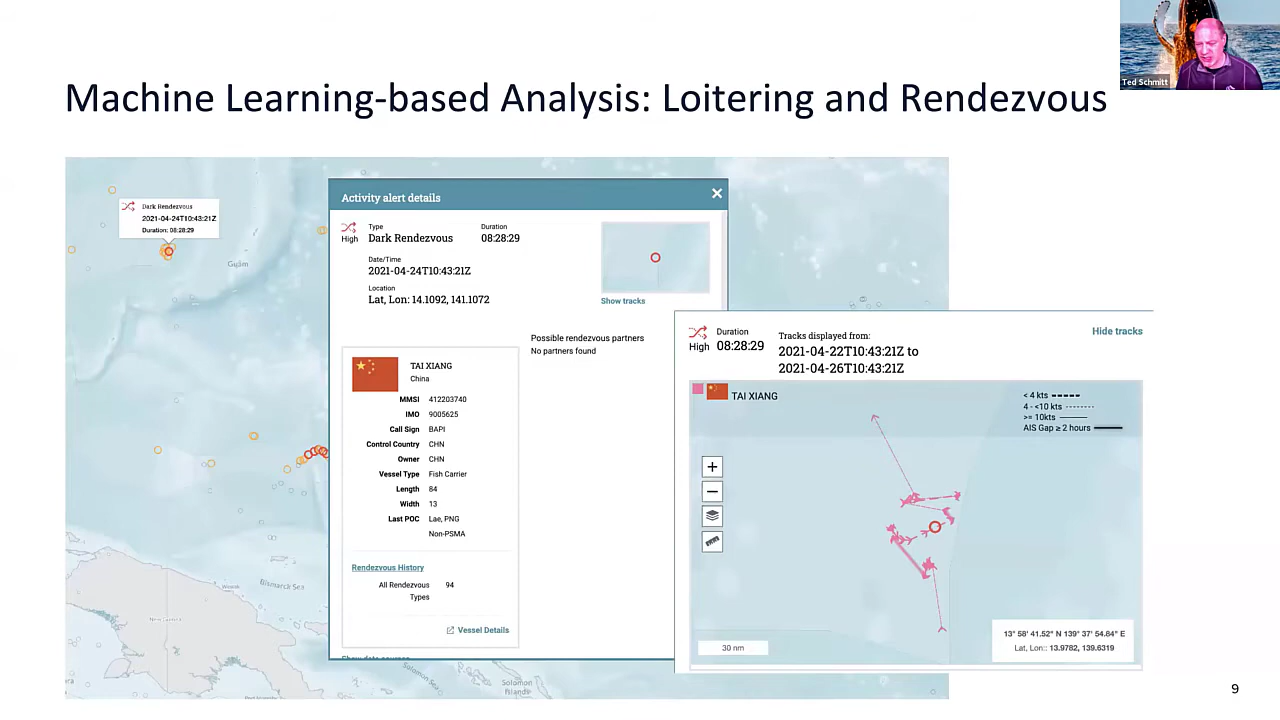 Ted Schmitt
Machine Learning-based Analysis: Loitering and Rendezvous
Dark Rendezvous
2021-04-24T10:43:21Z
Duration: 08:28:29
Guam
Bismarck Sea
New Guinea
Solomon Sea
Solomon
Islands
Activity alert details
High
Type
Dark Rendezvous
Duration
08:28:29
Date/Time
2021-04-24T10:43:21Z
Location
Lat, Lon: 14.1092, 141.1072
Show tracks
Possible rendezvous partners
No partners found
TAI XIANG
China
MMSI 412203740
IMO 9005625
Call Sign BAPI
Control Country CHN
Owner CHN
Vessel Type Fish Carrier
Length 84
Width 13
Last POC Lae, PNG
Non-PSMA
Rendezvous History
All Rendezvous 94
Types
Vessel Details
Show data sources
High
Duration
08:28:29
Tracks displayed from:
2021-04-22T10:43:21Z to
2021-04-26T10:43:21Z
Hide tracks
TAI XIANG
< 4 kts
4 - <10 kts
>= 10kts
AIS Gap ≥ 2 hours
+
−
30 nm
13° 58' 41.52" N 139° 37' 54.84" E
Lat, Lon:: 13.9782, 139.6319
9